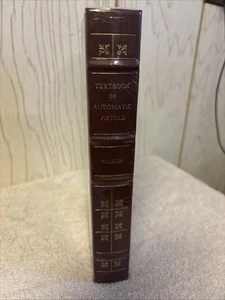 TEXTBOOK
OF
AUTOMATIC
PISTOLS
WILSON